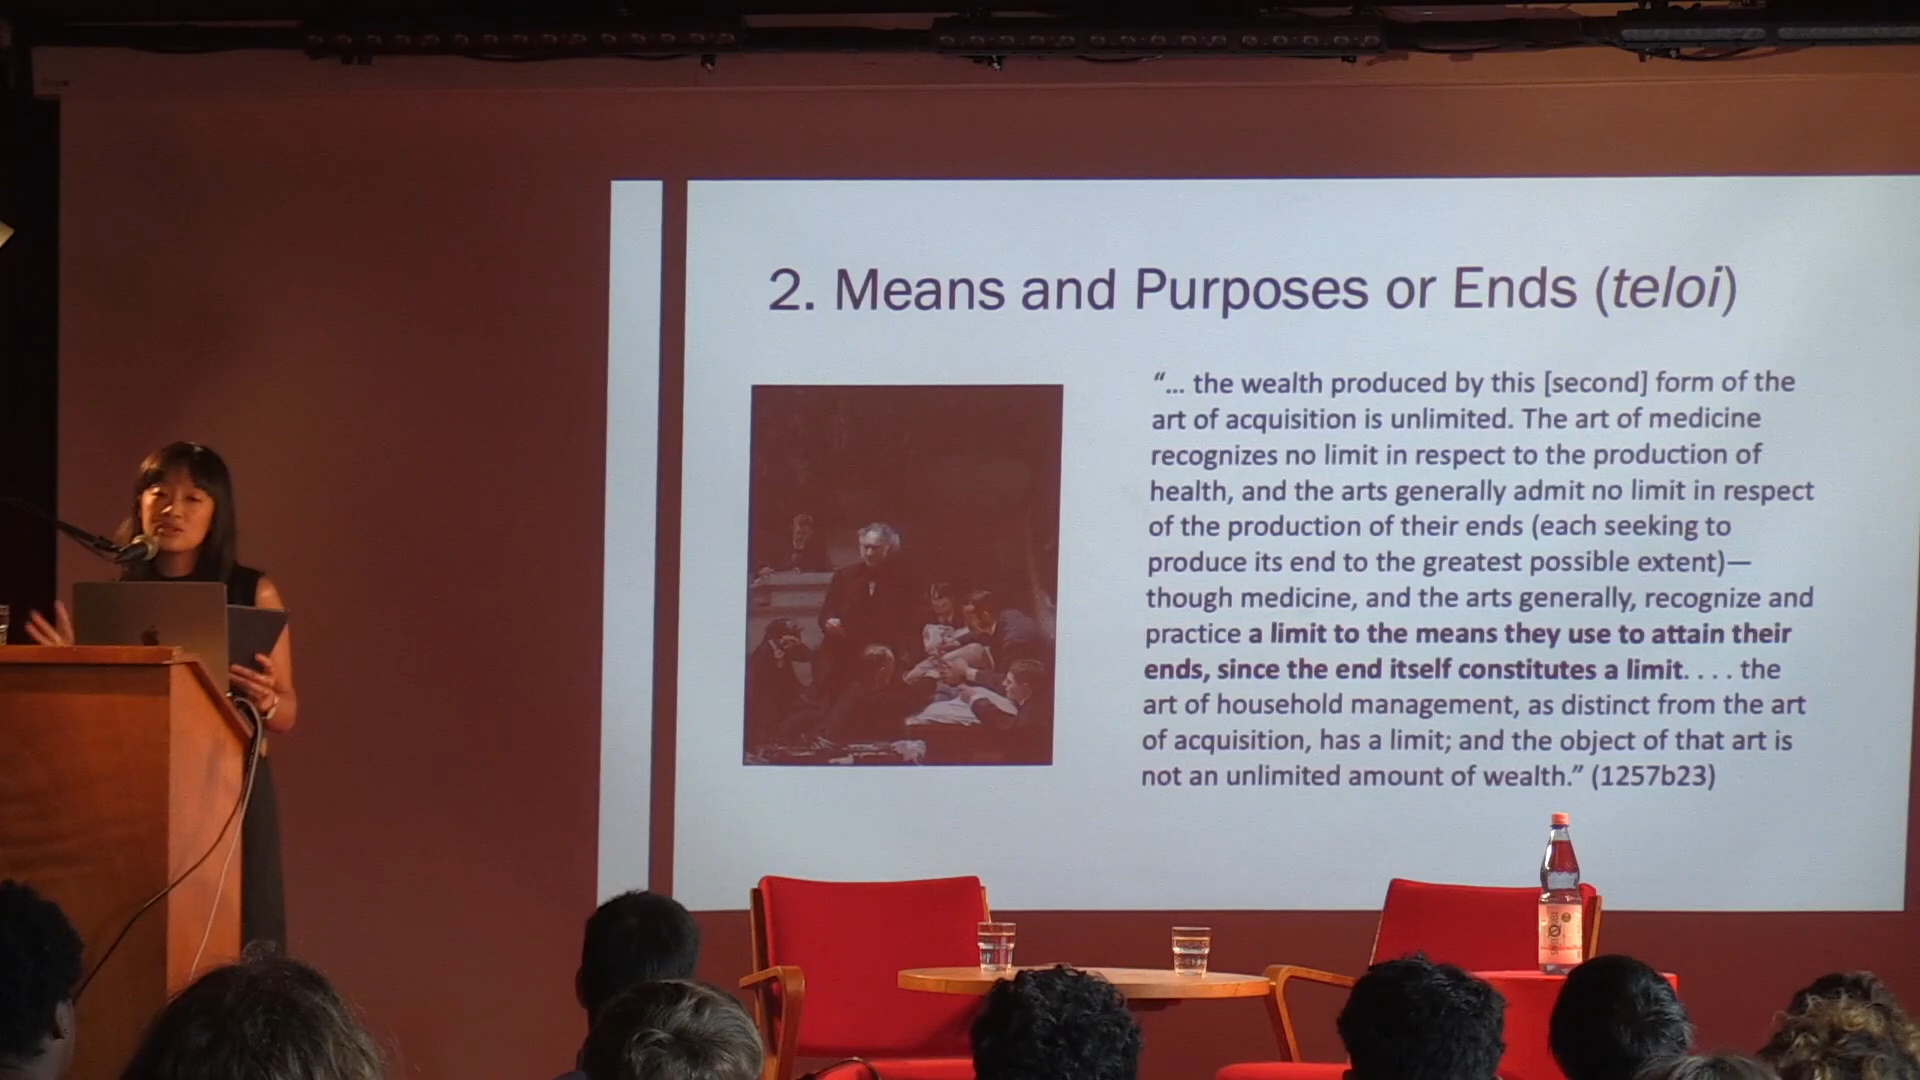 2. Means and Purposes or Ends (teloi)
“... the wealth produced by this [second] form of the
art of acquisition is unlimited. The art of medicine
recognizes no limit in respect to the production of
health, and the arts generally admit no limit in respect
of the production of their ends (each seeking to
produce its end to the greatest possible extent)—
though medicine, and the arts generally, recognize and
practice a limit to the means they use to attain their
ends, since the end itself constitutes a limit. . . . the
art of household management, as distinct from the art
of acquisition, has a limit; and the object of that art is
not an unlimited amount of wealth.” (1257b23)